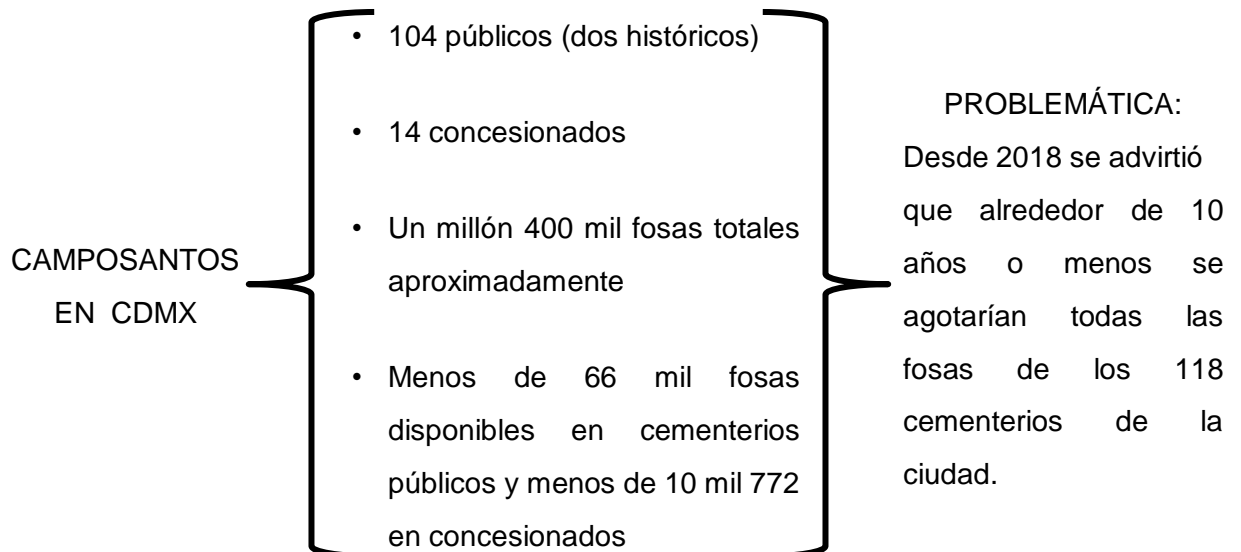 CAMPOSANTOS
EN CDMX
• 104 públicos (dos históricos)
• 14 concesionados
• Un millón 400 mil fosas totales
aproximadamente
• Menos de 66 mil fosas
disponibles en cementerios
públicos y menos de 10 mil 772
en concesionados
PROBLEMÁTICA:
Desde 2018 se advirtió
que alrededor de 10
años o menos se
agotarían todas las
fosas de los 118
cementerios de la
ciudad.